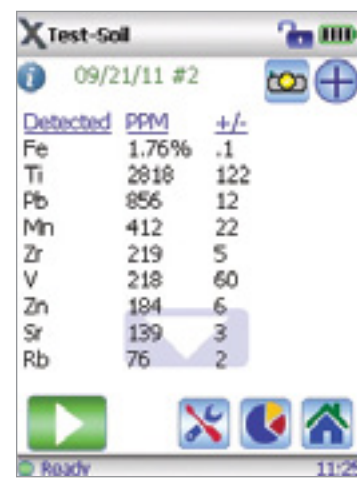 Test-Soil
09/21/11 #2
Detected PPM +/-
Fe 1.76% .1
Ti 2818 122
Pb 856 12
Mn 412 22
Zr 219 5
V 218 60
Zn 184 6
Sr 139 3
Rb 76 2
Ready 11:25